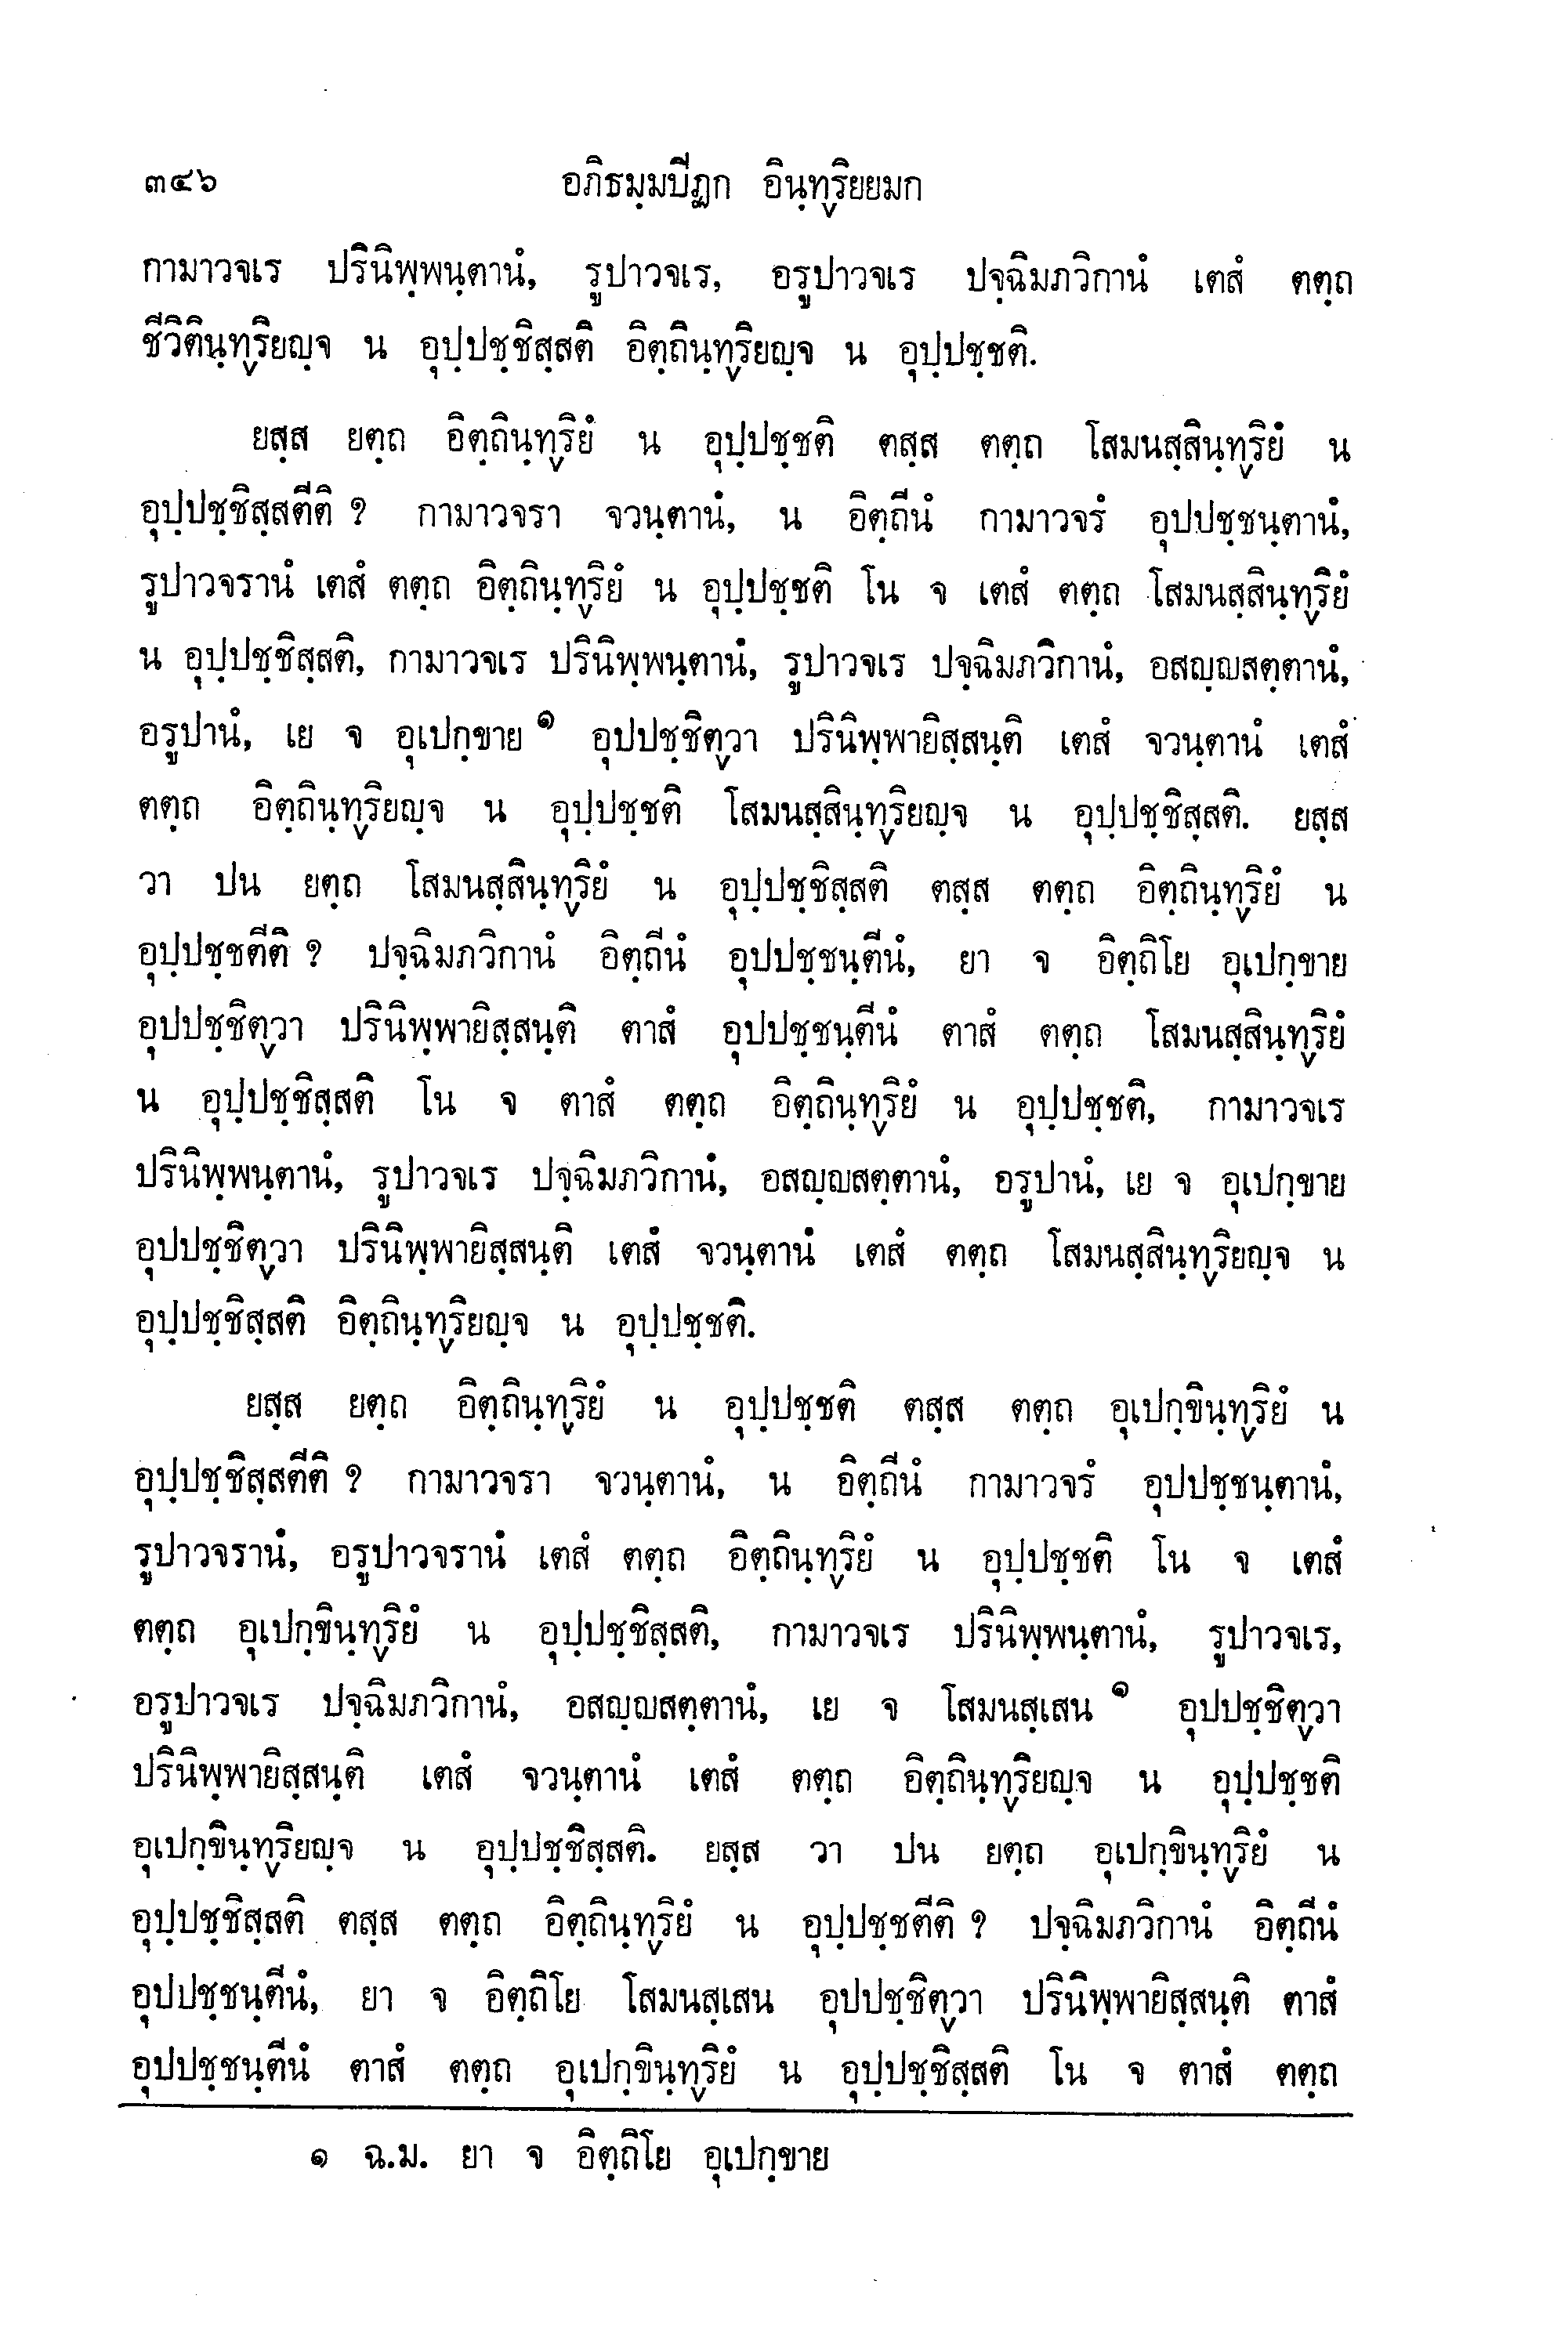 ๓๔๖ อภิธมฺมปีฏก อินฺทฺริยยมก
กามาวจเร ปรินิพฺพนฺตานํ, รูปาวจเร, อรูปาวจเร ปจฺฉิมภวิกานํ เตสํ ตตฺถ
ชีวิตินฺทฺริยญฺจ น อุปฺปชฺชิสฺสติ อิตฺถินฺทฺริยญฺจ น อุปฺปชฺชติ.
ยสฺส ยตฺถ อิตฺถินฺทฺริยํ น อุปฺปชฺชติ ตสฺส ตตฺถ โสมนสฺสินฺทฺริยํ น
อุปฺปชฺชิสฺสตีติ ? กามาวจรา จวนฺตานํ, น อิตฺถีนํ กามาวจรํ อุปปชฺชนฺตานํ,
รูปาวจรานํ เตสํ ตตฺถ อิตฺถินฺทฺริยํ น อุปฺปชฺชติ โน จ เตสํ ตตฺถ โสมนสฺสินฺทฺริยํ
น อุปฺปชฺชิสฺสติ, กามาวจเร ปรินิพฺพนฺตานํ, รูปาวจเร ปจฺฉิมภวิกานํ, อสญฺญสตฺตานํ,
อรูปานํ, เย จ อุเปกฺขาย ๑ อุปปชฺชิตฺวา ปรินิพฺพายิสฺสนฺติ เตสํ จวนฺตานํ เตสํ
ตตฺถ อิตฺถินฺทฺริยญฺจ น อุปฺปชฺชติ โสมนสฺสินฺทฺริยญฺจ น อุปฺปชฺชิสฺสติ. ยสฺส
วา ปน ยตฺถ โสมนสฺสินฺทฺริยํ น อุปฺปชฺชิสฺสติ ตสฺส ตตฺถ อิตฺถินฺทฺริยํ น
อุปฺปชฺชตีติ ? ปจฺฉิมภวิกานํ อิตฺถีนํ อุปปชฺชนฺตีนํ, ยา จ อิตฺถิโย อุเปกฺขาย
อุปปชฺชิตฺวา ปรินิพฺพายิสฺสนฺติ ตาสํ อุปปชฺชนฺตีนํ ตาสํ ตตฺถ โสมนสฺสินฺทฺริยํ
น อุปฺปชฺชิสฺสติ โน จ ตาสํ ตตฺถ อิตฺถินฺทฺริยํ น อุปฺปชฺชติ, กามาวจเร
ปรินิพฺพนฺตานํ, รูปาวจเร ปจฺฉิมภวิกานํ, อสญฺญสตฺตานํ, อรูปานํ, เย จ อุเปกฺขาย
อุปปชฺชิตฺวา ปรินิพฺพายิสฺสนฺติ เตสํ จวนฺตานํ เตสํ ตตฺถ โสมนสฺสินฺทฺริยญฺจ น
อุปฺปชฺชิสฺสติ อิตฺถินฺทฺริยญฺจ น อุปฺปชฺชติ.
ยสฺส ยตฺถ อิตฺถินฺทฺริยํ น อุปฺปชฺชติ ตสฺส ตตฺถ อุเปกฺขินฺทฺริยํ น
อุปฺปชฺชิสฺสตีติ ? กามาวจรา จวนฺตานํ, น อิตฺถีนํ กามาวจรํ อุปปชฺชนฺตานํ,
รูปาวจรานํ, อรูปาวจรานํ เตสํ ตตฺถ อิตฺถินฺทฺริยํ น อุปฺปชฺชติ โน จ เตสํ
ตตฺถ อุเปกฺขินฺทฺริยํ น อุปฺปชฺชิสฺสติ, กามาวจเร ปรินิพฺพนฺตานํ, รูปาวจเร,
อรูปาวจเร ปจฺฉิมภวิกานํ, อสญฺญสตฺตานํ, เย จ โสมนสฺเสน ๑ อุปปชฺชิตฺวา
ปรินิพฺพายิสฺสนฺติ เตสํ จวนฺตานํ เตสํ ตตฺถ อิตฺถินฺทฺริยญฺจ น อุปฺปชฺชติ
อุเปกฺขินฺทฺริยญฺจ น อุปฺปชฺชิสฺสติ. ยสฺส วา ปน ยตฺถ อุเปกฺขินฺทฺริยํ น
อุปฺปชฺชิสฺสติ ตสฺส ตตฺถ อิตฺถินฺทฺริยํ น อุปฺปชฺชตีติ ? ปจฺฉิมภวิกานํ อิตฺถีนํ
อุปปชฺชนฺตีนํ, ยา จ อิตฺถิโย โสมนสฺเสน อุปปชฺชิตฺวา ปรินิพฺพายิสฺสนฺติ ตาสํ
อุปปชฺชนฺตีนํ ตาสํ ตตฺถ อุเปกฺขินฺทฺริยํ น อุปฺปชฺชิสฺสติ โน จ ตาสํ ตตฺถ
๑ ฉ.ม. ยา จ อิตฺถิโย อุเปกฺขาย